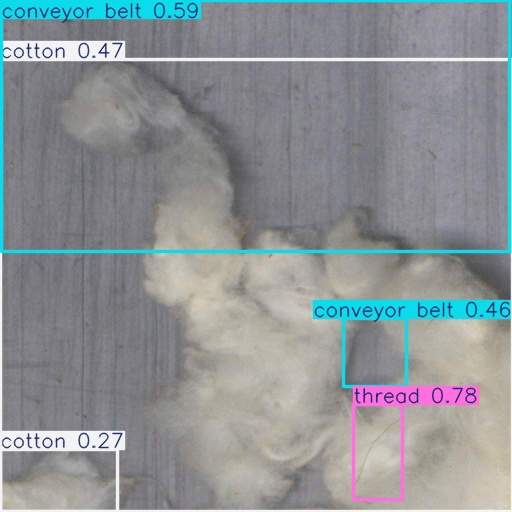 conveyor belt 0.59
cotton 0.47
conveyor belt 0.46
thread 0.78
cotton 0.27